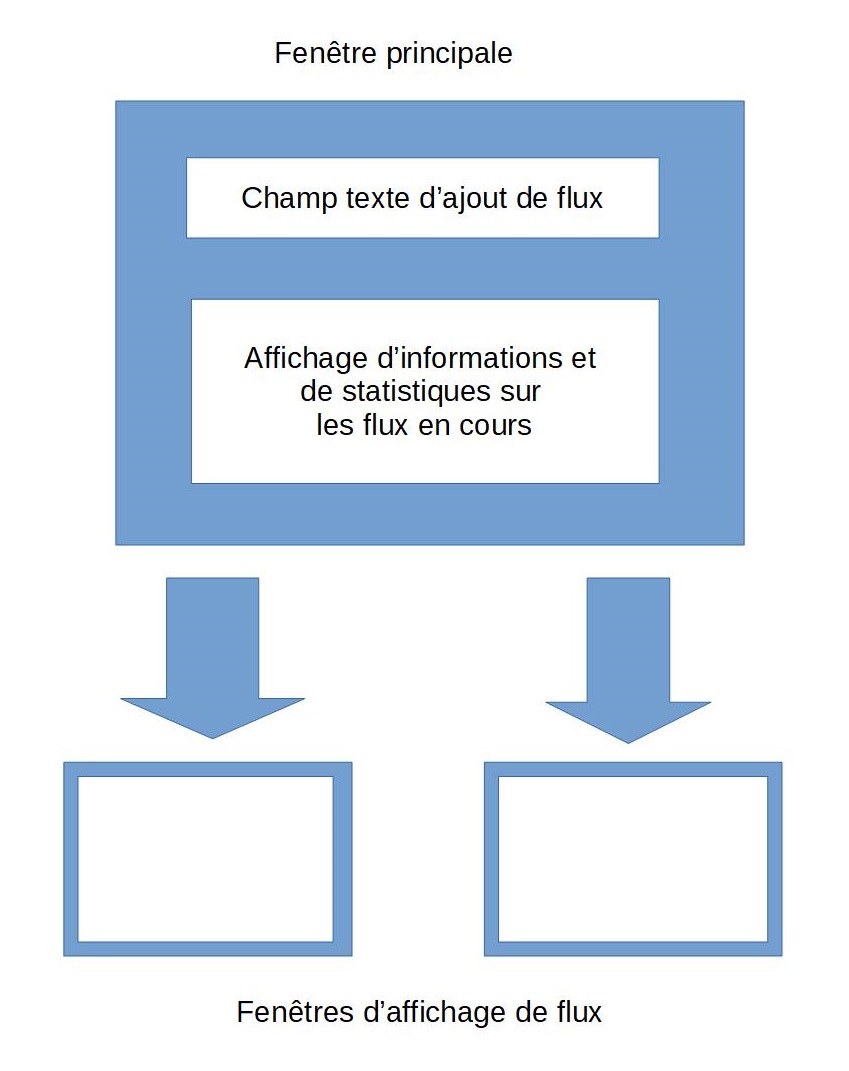 Fenêtre principale
Champ texte d’ajout de flux
Affichage d’informations et
de statistiques sur
les flux en cours
Fenêtres d’affichage de flux